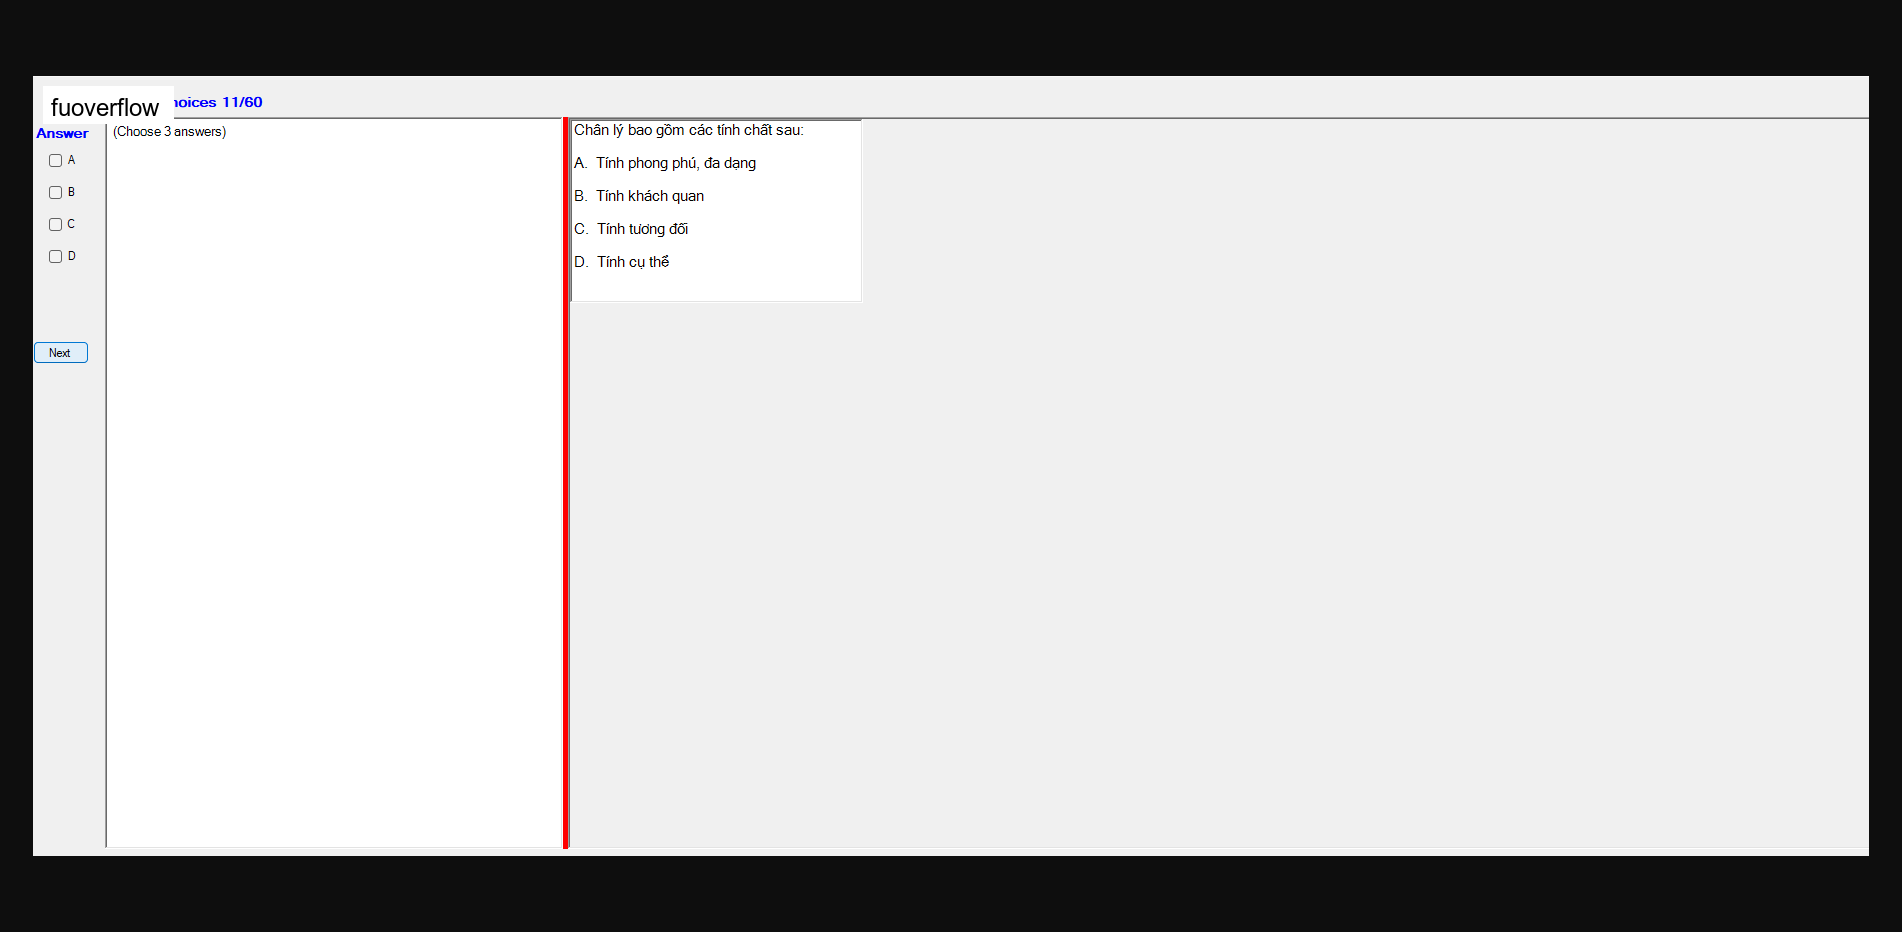 fuoverflow
hoices 11/60
Answer
(Choose 3 answers)
A
B
C
D
Next
Chân lý bao gồm các tính chất sau:
A. Tính phong phú, đa dạng
B. Tính khách quan
C. Tính tương đối
D. Tính cụ thể